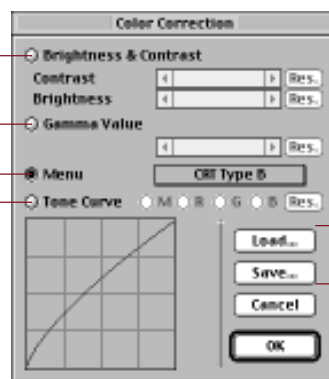 Color Correction
Brightness & Contrast
Contrast Res.
Brightness Res.
Gamma Value
Res.
Menu CRT Type B
Tone Curve M R G B Res.
Load...
Save...
Cancel
OK